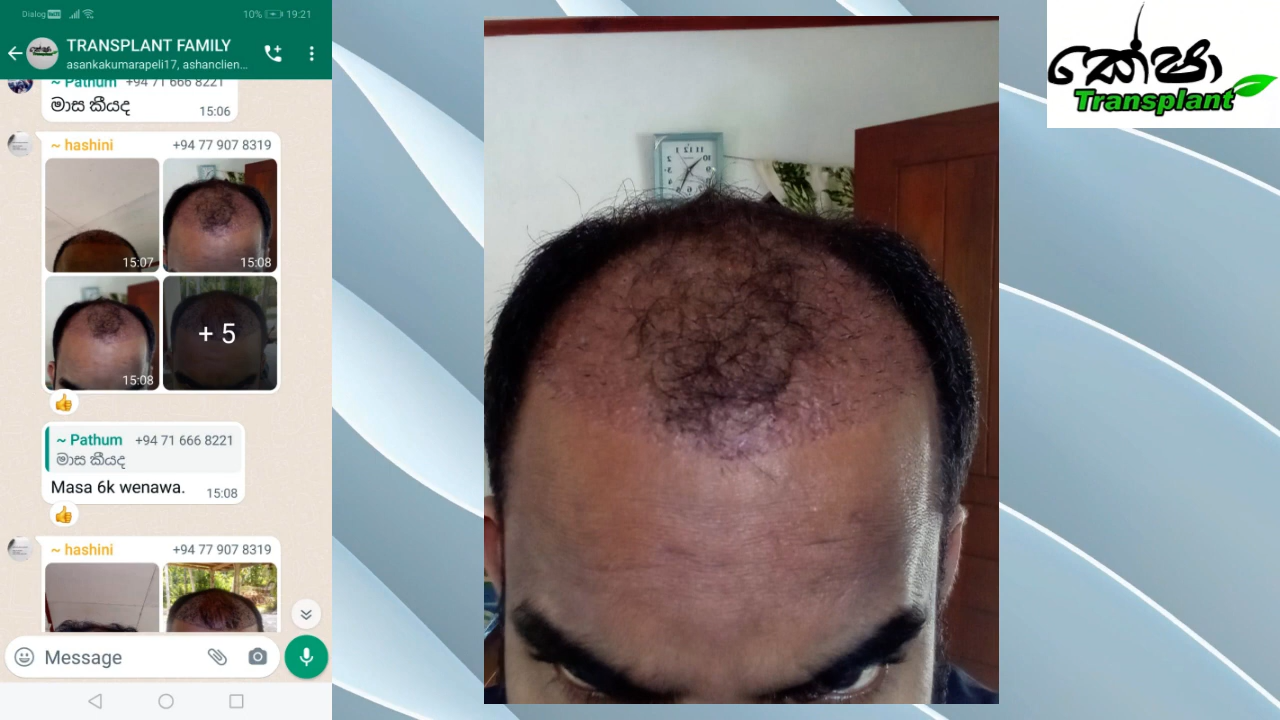 Dialog
10%
19:21
TRANSPLANT FAMILY
asankakumarapeli17, ashanclien...
~ Pathum +94 71 666 8221
මාස කීයද
15:06
~ hashini +94 77 907 8319
15:07
15:08
15:08
+ 5
~ Pathum +94 71 666 8221
මාස කීයද
Masa 6k wenawa. 15:08
~ hashini +94 77 907 8319
Message
කේෂා
Transplant